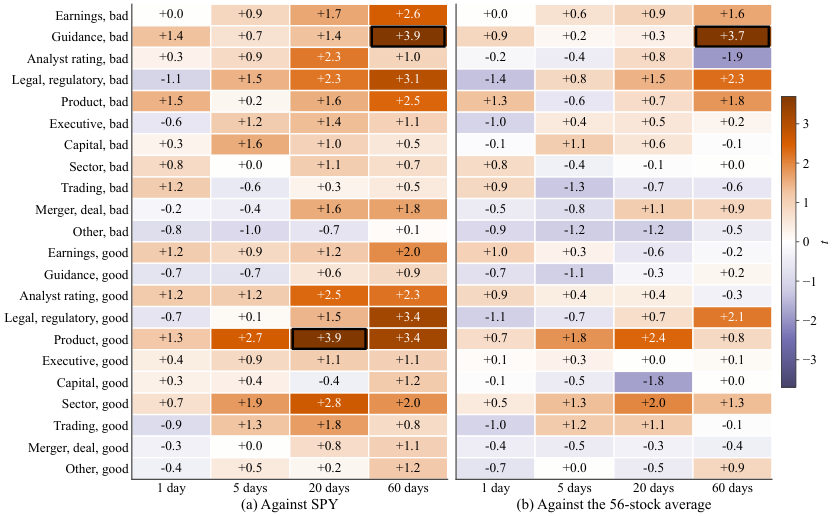 Earnings, bad +0.0 +0.9 +1.7 +2.6 +0.0 +0.6 +0.9 +1.6
Guidance, bad +1.4 +0.7 +1.4 +3.9 +0.9 +0.2 +0.3 +3.7
Analyst rating, bad +0.3 +0.9 +2.3 +1.0 -0.2 -0.4 +0.8 -1.9
Legal, regulatory, bad -1.1 +1.5 +2.3 +3.1 -1.4 +0.8 +1.5 +2.3
Product, bad +1.5 +0.2 +1.6 +2.5 +1.3 -0.6 +0.7 +1.8
Executive, bad -0.6 +1.2 +1.4 +1.1 -1.0 +0.4 +0.5 +0.2
Capital, bad +0.3 +1.6 +1.0 +0.5 -0.1 +1.1 +0.6 -0.1
Sector, bad +0.8 +0.0 +1.1 +0.7 +0.8 -0.4 -0.1 +0.0
Trading, bad +1.2 -0.6 +0.3 +0.5 +0.9 -1.3 -0.7 -0.6
Merger, deal, bad -0.2 -0.4 +1.6 +1.8 -0.5 -0.8 +1.1 +0.9
Other, bad -0.8 -1.0 -0.7 +0.1 -0.9 -1.2 -1.2 -0.5
Earnings, good +1.2 +0.9 +1.2 +2.0 +1.0 +0.3 -0.6 -0.2
Guidance, good -0.7 -0.7 +0.6 +0.9 -0.7 -1.1 -0.3 +0.2
Analyst rating, good +1.2 +1.2 +2.5 +2.3 +0.9 +0.4 +0.4 -0.3
Legal, regulatory, good -0.7 +0.1 +1.5 +3.4 -1.1 -0.7 +0.7 +2.1
Product, good +1.3 +2.7 +3.9 +3.4 +0.7 +1.8 +2.4 +0.8
Executive, good +0.4 +0.9 +1.1 +1.1 +0.1 +0.3 +0.0 +0.1
Capital, good +0.3 +0.4 -0.4 +1.2 -0.1 -0.5 -1.8 +0.0
Sector, good +0.7 +1.9 +2.8 +2.0 +0.5 +1.3 +2.0 +1.3
Trading, good -0.9 +1.3 +1.8 +0.8 -1.0 +1.2 +1.1 -0.1
Merger, deal, good -0.3 +0.0 +0.8 +1.1 -0.4 -0.5 -0.3 -0.4
Other, good -0.4 +0.5 +0.2 +1.2 -0.7 +0.0 -0.5 +0.9
1 day 5 days 20 days 60 days 1 day 5 days 20 days 60 days
(a) Against SPY (b) Against the 56-stock average
3
2
1
0
−1
−2
−3
t